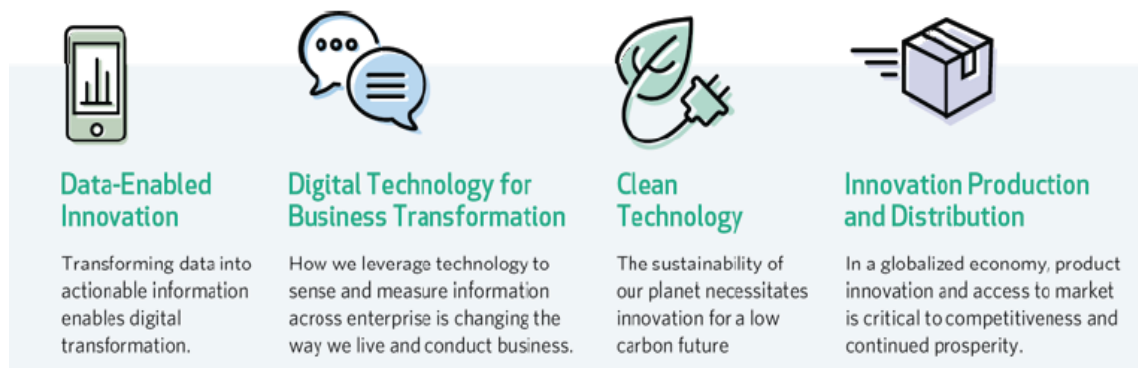 Data-Enabled
Innovation
Transforming data into
actionable information
enables digital
transformation.
Digital Technology for
Business Transformation
How we leverage technology to
sense and measure information
across enterprise is changing the
way we live and conduct business.
Clean
Technology
The sustainability of
our planet necessitates
innovation for a low
carbon future
Innovation Production
and Distribution
In a globalized economy, product
innovation and access to market
is critical to competitiveness and
continued prosperity.